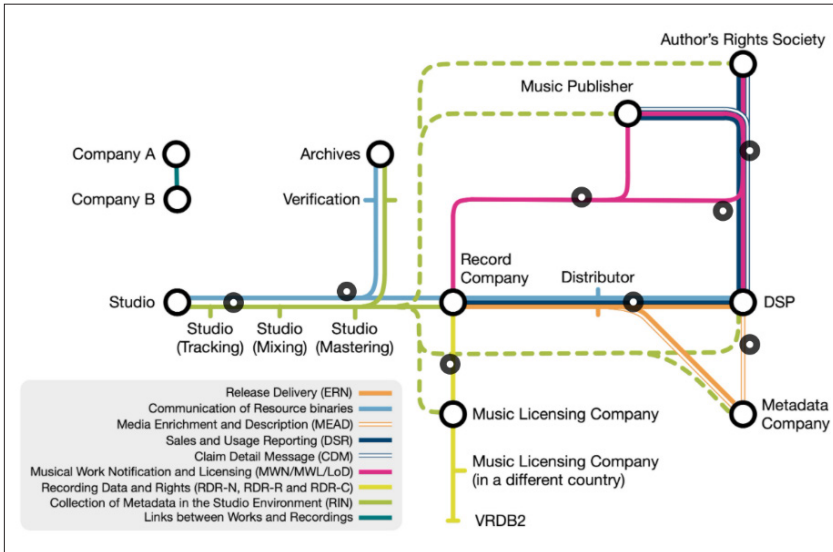 Author's Rights Society
Music Publisher
Company A
Archives
Company B
Verification
Record
Company
Distributor
Studio
DSP
Studio
(Tracking)
Studio
(Mixing)
Studio
(Mastering)
Release Delivery (ERN)
Communication of Resource binaries
Media Enrichment and Description (MEAD)
Sales and Usage Reporting (DSR)
Claim Detail Message (CDM)
Musical Work Notification and Licensing (MWN/MWL/LoD)
Recording Data and Rights (RDR-N, RDR-R and RDR-C)
Collection of Metadata in the Studio Environment (RIN)
Links between Works and Recordings
Music Licensing Company
Metadata
Company
Music Licensing Company
(in a different country)
VRDB2